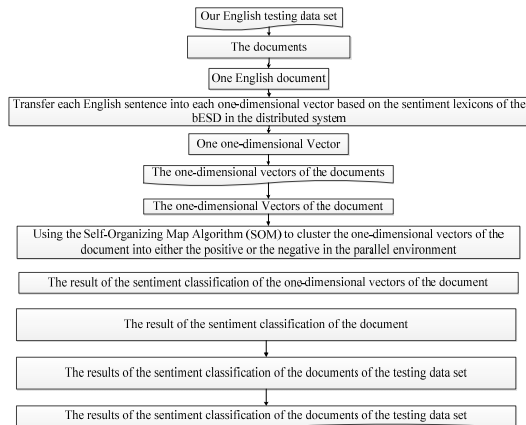 Our English testing data set
The documents
One English document
Transfer each English sentence into each one-dimensional vector based on the sentiment lexicons of the
bESD in the distributed system
One one-dimensional Vector
The one-dimensional vectors of the documents
The one-dimensional Vectors of the document
Using the Self-Organizing Map Algorithm (SOM) to cluster the one-dimensional vectors of the
document into either the positive or the negative in the parallel environment
The result of the sentiment classification of the one-dimensional vectors of the document
The result of the sentiment classification of the document
The results of the sentiment classification of the documents of the testing data set
The results of the sentiment classification of the documents of the testing data set